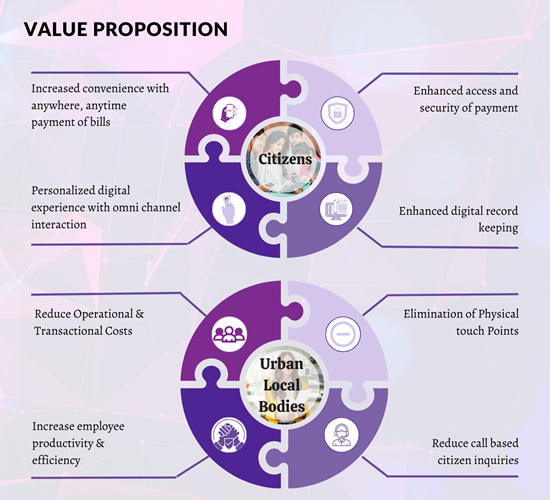 VALUE PROPOSITION
Increased convenience with
anywhere, anytime
payment of bills
Enhanced access and
security of payment
Citizens
Personalized digital
experience with omni channel
interaction
Enhanced digital record
keeping
Reduce Operational &
Transactional Costs
Elimination of Physical
touch Points
Urban
Local
Bodies
Increase employee
productivity &
efficiency
Reduce call based
citizen inquiries